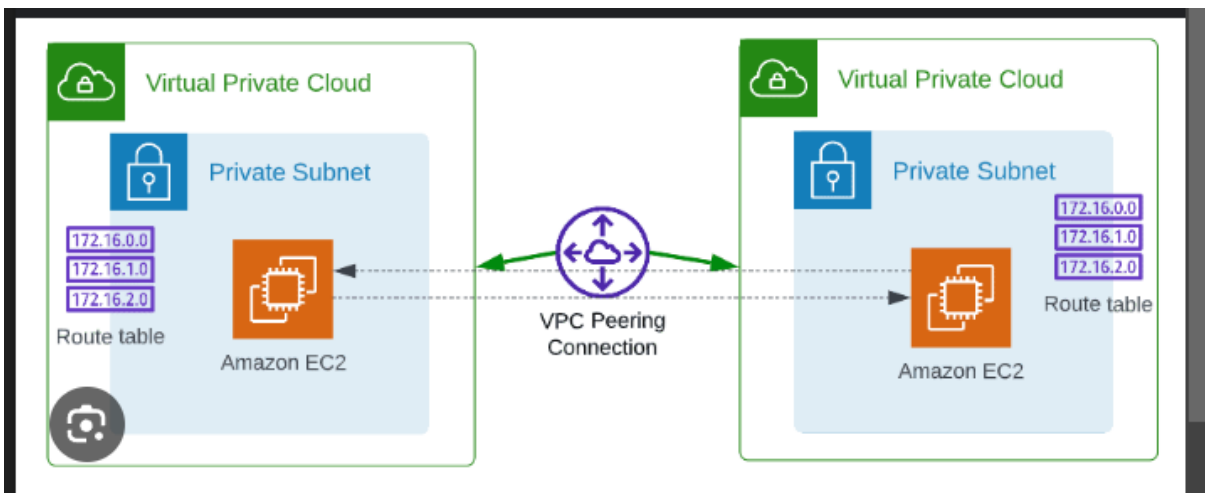 Virtual Private Cloud
Private Subnet
172.16.0.0
172.16.1.0
172.16.2.0
Route table
Amazon EC2
VPC Peering
Connection
Virtual Private Cloud
Private Subnet
172.16.0.0
172.16.1.0
172.16.2.0
Route table
Amazon EC2